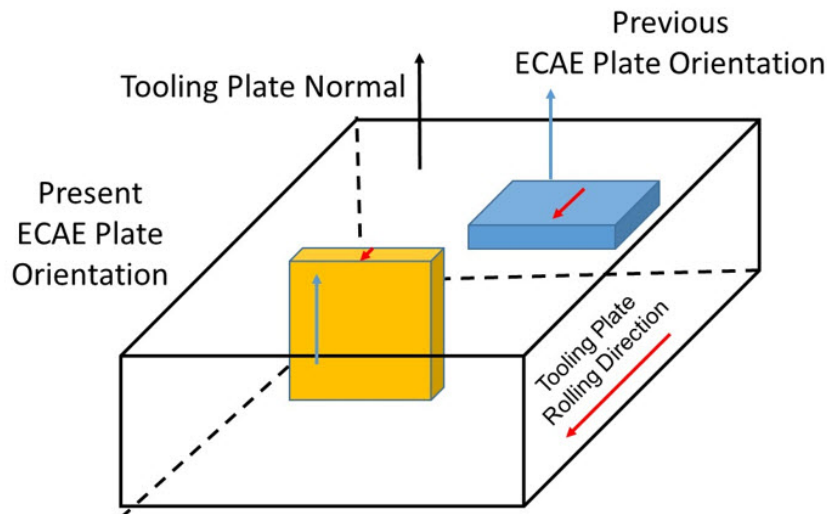 Previous
ECAE Plate Orientation
Tooling Plate Normal
Present
ECAE Plate
Orientation
Tooling Plate
Rolling Direction